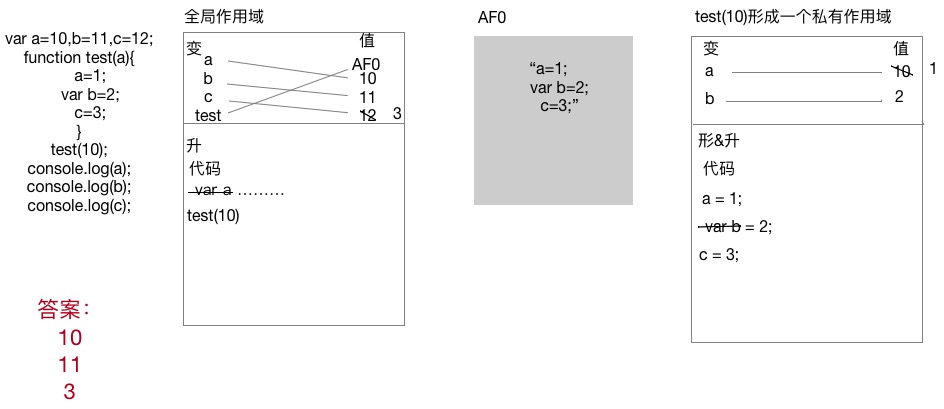 var a=10,b=11,c=12;
function test(a){
a=1;
var b=2;
c=3;
}
test(10);
console.log(a);
console.log(b);
console.log(c);
答案：
10
11
3
全局作用域
变
值
a
b
c
test
AF0
10
11
12 3
升
代码
var a ………
test(10)
AF0
“a=1;
var b=2;
c=3;”
test(10)形成一个私有作用域
变
值
a
10 1
b
2
形&升
代码
a = 1;
var b = 2;
c = 3;